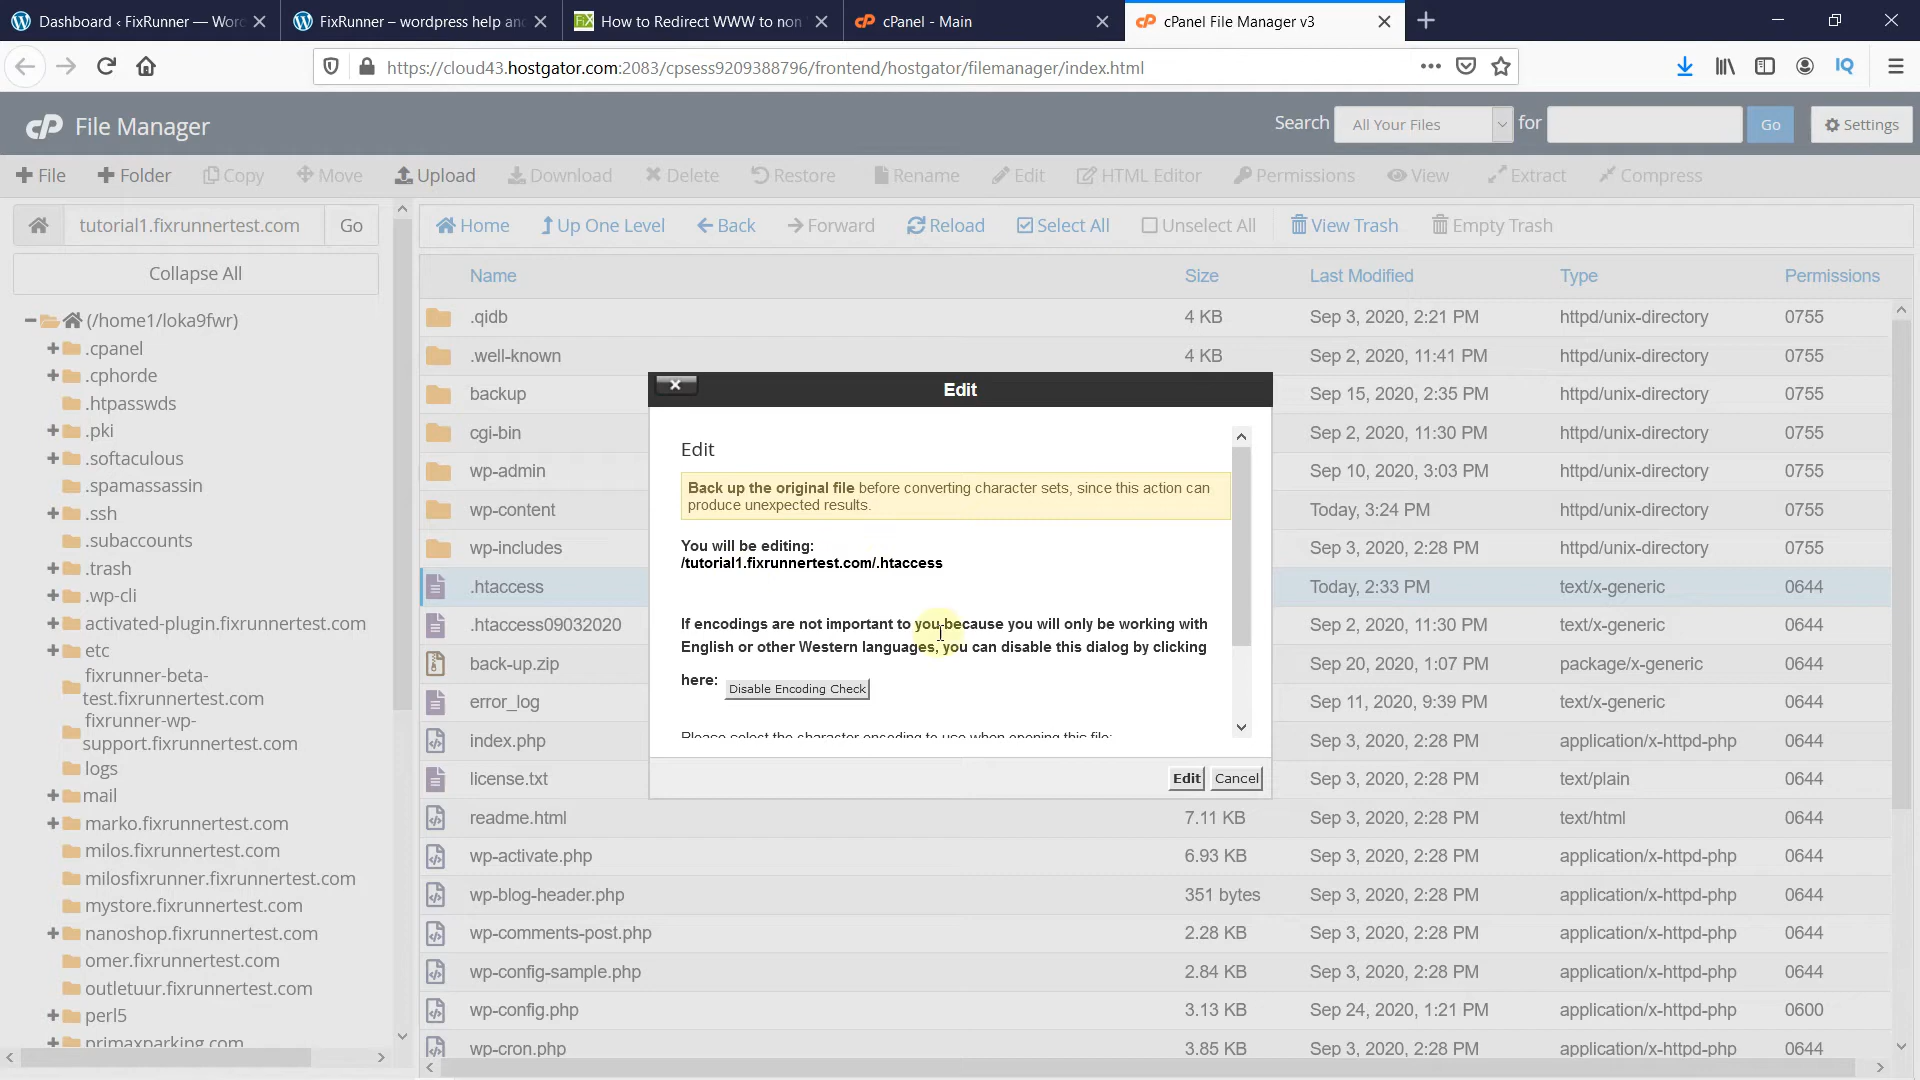 Dashboard ‹ FixRunner — Wor
FixRunner – wordpress help an
How to Redirect WWW to non
cPanel - Main
cPanel File Manager v3
https://cloud43.hostgator.com:2083/cpsess9209388796/frontend/hostgator/filemanager/index.html
IQ
cP File Manager
Search All Your Files for Go Settings
File Folder Copy Move Upload Download Delete Restore Rename Edit HTML Editor Permissions View Extract Compress
tutorial1.fixrunnertest.com Go
Home Up One Level Back Forward Reload Select All Unselect All View Trash Empty Trash
Collapse All
(/home1/loka9fwr)
.cpanel
.cphorde
.htpasswds
.pki
.softaculous
.spamassassin
.ssh
.subaccounts
.trash
.wp-cli
activated-plugin.fixrunnertest.com
etc
fixrunner-beta-
test.fixrunnertest.com
fixrunner-wp-
support.fixrunnertest.com
logs
mail
marko.fixrunnertest.com
milos.fixrunnertest.com
milosfixrunner.fixrunnertest.com
mystore.fixrunnertest.com
nanoshop.fixrunnertest.com
omer.fixrunnertest.com
outletuur.fixrunnertest.com
perl5
primaxparking.com
Name Size Last Modified Type Permissions
.qidb 4 KB Sep 3, 2020, 2:21 PM httpd/unix-directory 0755
.well-known 4 KB Sep 2, 2020, 11:41 PM httpd/unix-directory 0755
backup Sep 15, 2020, 2:35 PM httpd/unix-directory 0755
cgi-bin Sep 2, 2020, 11:30 PM httpd/unix-directory 0755
wp-admin Sep 10, 2020, 3:03 PM httpd/unix-directory 0755
wp-content Today, 3:24 PM httpd/unix-directory 0755
wp-includes Sep 3, 2020, 2:28 PM httpd/unix-directory 0755
.htaccess Today, 2:33 PM text/x-generic 0644
.htaccess09032020 Sep 2, 2020, 11:30 PM text/x-generic 0644
back-up.zip Sep 20, 2020, 1:07 PM package/x-generic 0644
error_log Sep 11, 2020, 9:39 PM text/x-generic 0644
index.php Sep 3, 2020, 2:28 PM application/x-httpd-php 0644
license.txt Sep 3, 2020, 2:28 PM text/plain 0644
readme.html 7.11 KB Sep 3, 2020, 2:28 PM text/html 0644
wp-activate.php 6.93 KB Sep 3, 2020, 2:28 PM application/x-httpd-php 0644
wp-blog-header.php 351 bytes Sep 3, 2020, 2:28 PM application/x-httpd-php 0644
wp-comments-post.php 2.28 KB Sep 3, 2020, 2:28 PM application/x-httpd-php 0644
wp-config-sample.php 2.84 KB Sep 3, 2020, 2:28 PM application/x-httpd-php 0644
wp-config.php 3.13 KB Sep 24, 2020, 1:21 PM application/x-httpd-php 0600
wp-cron.php 3.85 KB Sep 3, 2020, 2:28 PM application/x-httpd-php 0644
Edit
Edit
Back up the original file before converting character sets, since this action can
produce unexpected results.
You will be editing:
/tutorial1.fixrunnertest.com/.htaccess
If encodings are not important to you because you will only be working with
English or other Western languages, you can disable this dialog by clicking
here: Disable Encoding Check
Please select the character encoding to use when opening this file:
Edit Cancel